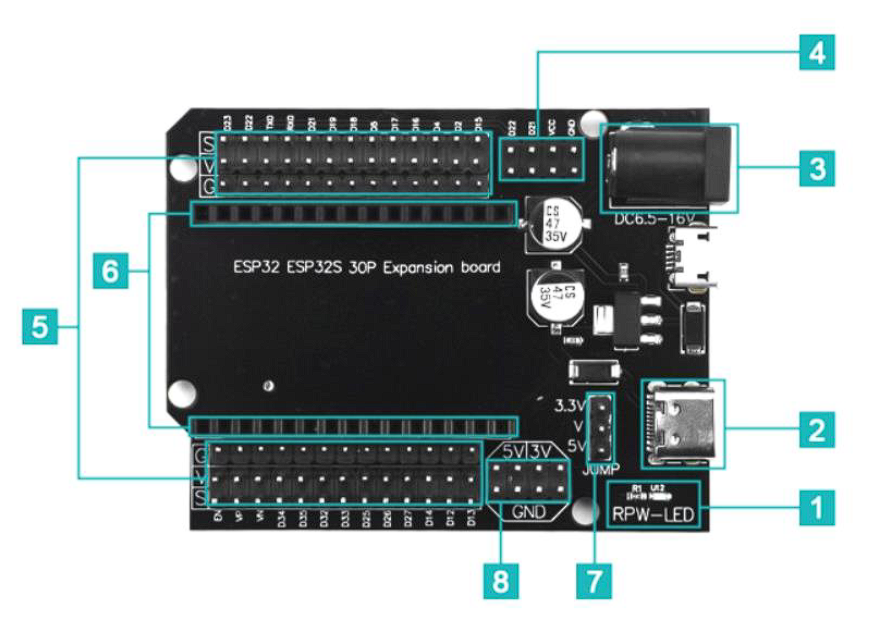 4
D23 D22 TX0 RX0 D21 D19 D18 D5 D17 D16 D4 D2 D15
D22 D21 VCC GND
S
V
G
3
DC6.5-16V
5
6
CS
47
35V
ESP32 ESP32S 30P Expansion board
CS
47
35V
3.3V
V
5V
JUMP
2
G
V
S
5V 3V
GND
EN VP VN D34 D35 D32 D33 D25 D26 D27 D14 D12 D13
R1 U12
RPW-LED
1
8
7